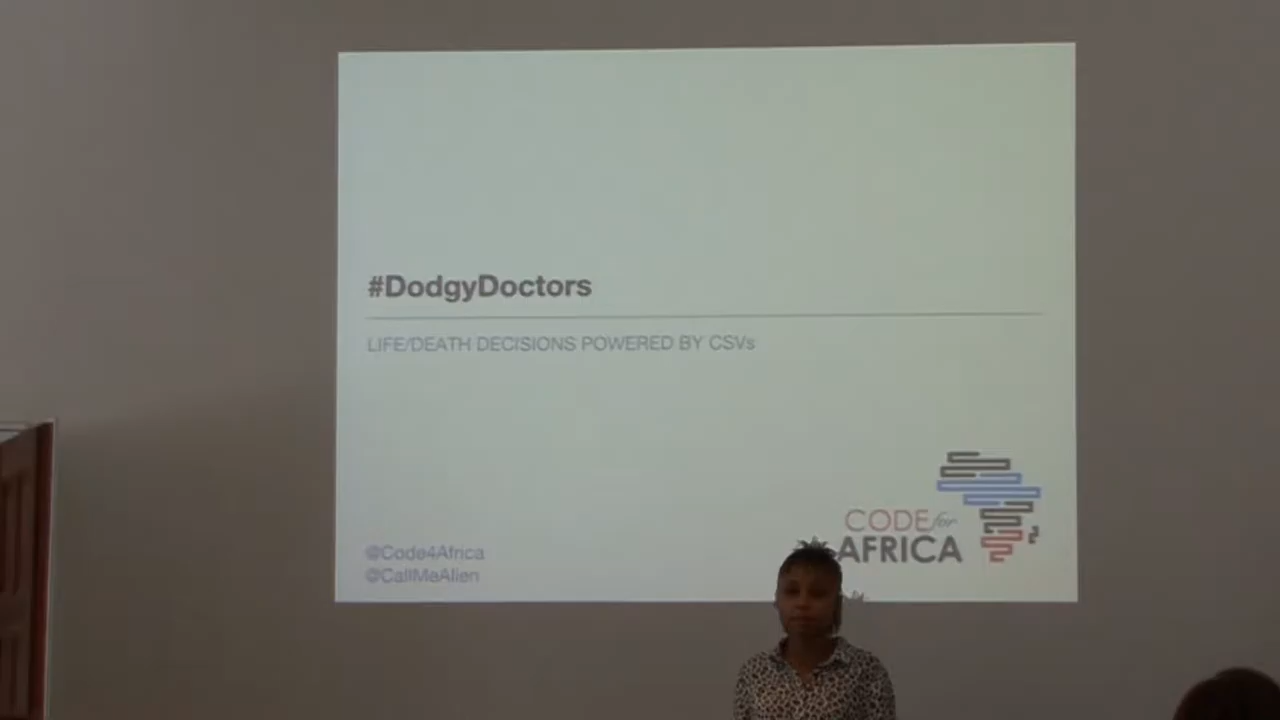 #DodgyDoctors
LIFE/DEATH DECISIONS POWERED BY CSVs
CODE for
AFRICA
@Code4Africa
@CallMeAlien